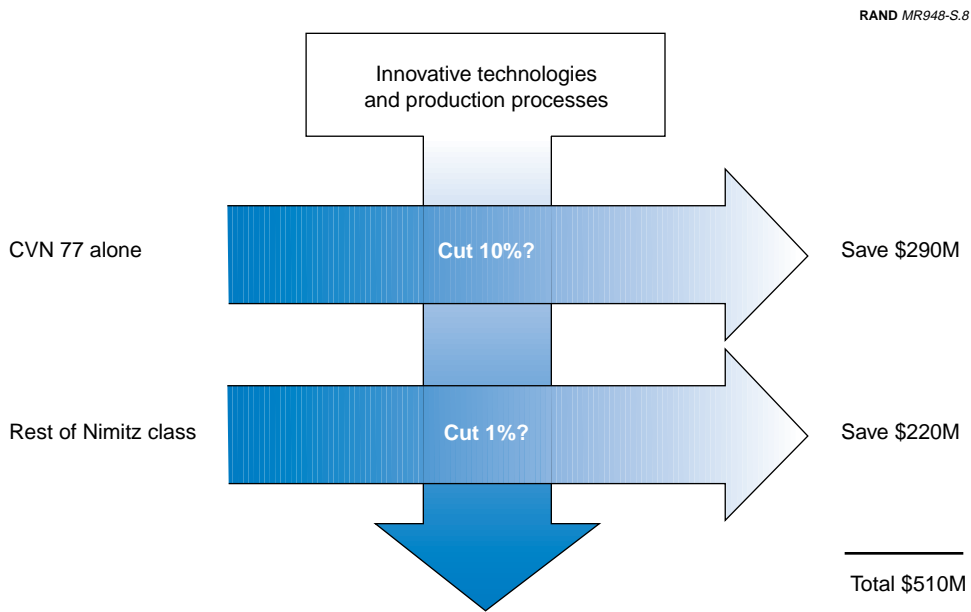 RAND MR948-S.8
Innovative technologies
and production processes
CVN 77 alone
Cut 10%?
Save $290M
Rest of Nimitz class
Cut 1%?
Save $220M
Total $510M